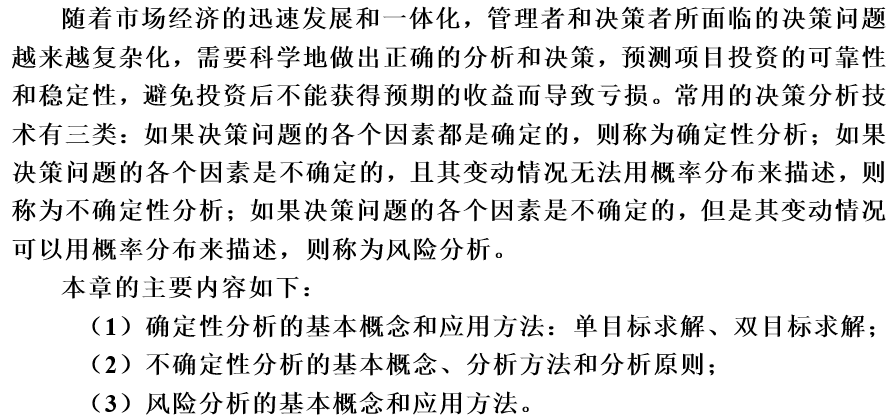 随着市场经济的迅速发展和一体化，管理者和决策者所面临的决策问题
越来越复杂化，需要科学地做出正确的分析和决策，预测项目投资的可靠性
和稳定性，避免投资后不能获得预期的收益而导致亏损。常用的决策分析技
术有三类：如果决策问题的各个因素都是确定的，则称为确定性分析；如果
决策问题的各个因素是不确定的，且其变动情况无法用概率分布来描述，则
称为不确定性分析；如果决策问题的各个因素是不确定的，但是其变动情况
可以用概率分布来描述，则称为风险分析。
本章的主要内容如下：
（1）确定性分析的基本概念和应用方法：单目标求解、双目标求解；
（2）不确定性分析的基本概念、分析方法和分析原则；
（3）风险分析的基本概念和应用方法。